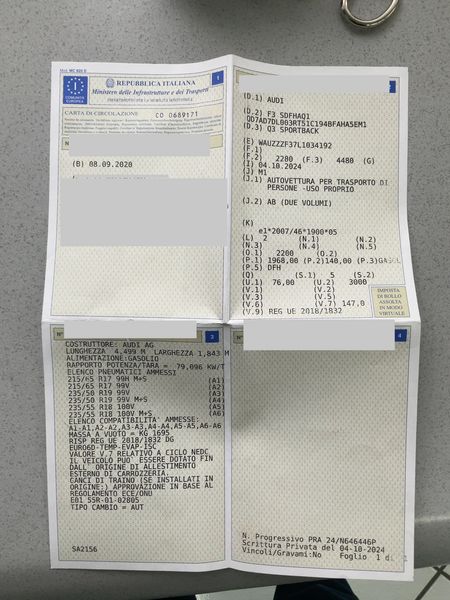 Mod. MC 820 E
1
I
COMUNITÀ
EUROPEA
REPUBBLICA ITALIANA
Ministero delle Infrastrutture e dei Trasporti
CARTA DI CIRCOLAZIONE CO 0689171
N
(B) 08.09.2020
(D.1) AUDI
(D.2) F3 SDFHAQ1
QD7AD7DL003RT51C194BFAHA5EM1
(D.3) Q3 SPORTBACK
(E) WAUZZZF37L1034192
(F.1)
(F.2) 2280 (F.3) 4480 (G)
(I) 04.10.2024
(J) M1
(J.1) AUTOVETTURA PER TRASPORTO DI
PERSONE -USO PROPRIO
(J.2) AB (DUE VOLUMI)
(K)
e1*2007/46*1900*05
(L) 2 (N.1) (N.2)
(N.3) (N.4) (N.5)
(O.1) 2200 (O.2)
(P.1) 1968,00 (P.2)140,00 (P.3)GASOL
(P.5) DFH
(Q) (S.1) 5 (S.2)
(U.1) 76,00 (U.2) 3000
(V.1) (V.2)
(V.3) (V.5)
(V.6) (V.7) 147,0
(V.9) REG UE 2018/1832
IMPOSTA
DI BOLLO
ASSOLTA
IN MODO
VIRTUALE
N°
3
COSTRUTTORE: AUDI AG
LUNGHEZZA 4,499 M LARGHEZZA 1,843 M
ALIMENTAZIONE:GASOLIO
RAPPORTO POTENZA/TARA = 79,096 KW/T
ELENCO PNEUMATICI AMMESSI
215/65 R17 99H M+S (A1)
215/65 R17 99V (A2)
235/50 R19 99V (A3)
235/50 R19 99V M+S (A4)
235/55 R18 100V (A5)
235/55 R18 100V M+S (A6)
ELENCO COMPATIBILITA' AMMESSE:
A1-A1,A2-A2,A3-A3,A4-A4,A5-A5,A6-A6
MASSA A VUOTO = KG 1695
RISP REG UE 2018/1832 DG
EURO6D-TEMP-EVAP-ISC
VALORE V.7 RELATIVO A CICLO NEDC
IL VEICOLO PUO' ESSERE DOTATO FIN
DALL'ORIGINE DI ALLESTIMENTO
ESTERNO DI CARROZZERIA.
GANCI DI TRAINO (SE INSTALLATI IN
ORIGINE:) APPROVAZIONE IN BASE AL
REGOLAMENTO ECE/ONU
E01 55R-01-02805
TIPO CAMBIO = AUT
SA2156
N°
4
N. Progressivo PRA 24/N646446P
Scrittura Privata del 04-10-2024
Vincoli/Gravami:No Foglio 1 di 1